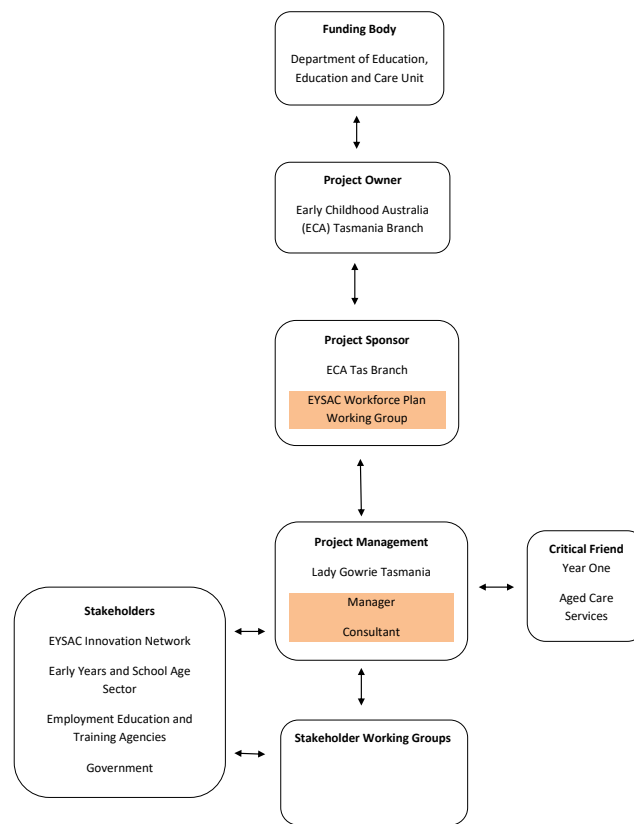 Funding Body
Department of Education,
Education and Care Unit
Project Owner
Early Childhood Australia
(ECA) Tasmania Branch
Project Sponsor
ECA Tas Branch
EYSAC Workforce Plan
Working Group
Project Management
Lady Gowrie Tasmania
Manager
Consultant
Critical Friend
Year One
Aged Care
Services
Stakeholders
EYSAC Innovation Network
Early Years and School Age
Sector
Employment Education and
Training Agencies
Government
Stakeholder Working Groups